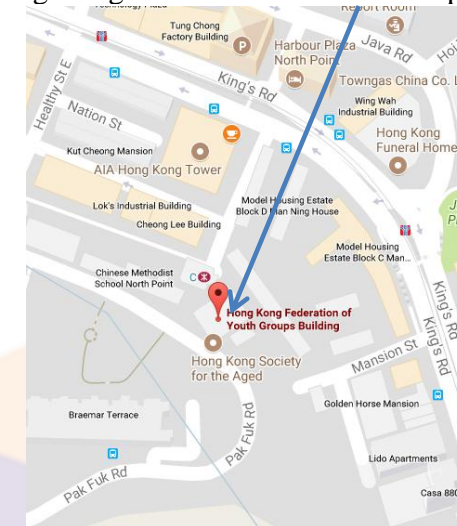 Tung Chong
Factory Building
P
Harbour Plaza
North Point
Java Rd
King's Rd
Towngas China Co. L
Healthy St E
Nation St
Wing Wah
Industrial Building
Hong Kong
Funeral Home
Kut Cheong Mansion
AIA Hong Kong Tower
Lok's Industrial Building
Cheong Lee Building
Model Housing Estate
Block D Man Ning House
Model Housing
Estate Block C Man...
Chinese Methodist
School North Point
C
Hong Kong Federation of
Youth Groups Building
King's Rd
King's Rd
Hong Kong Society
for the Aged
Mansion St
Golden Horse Mansion
Braemar Terrace
Pak Fuk Rd
Pak Fuk Rd
Lido Apartments
Casa 880